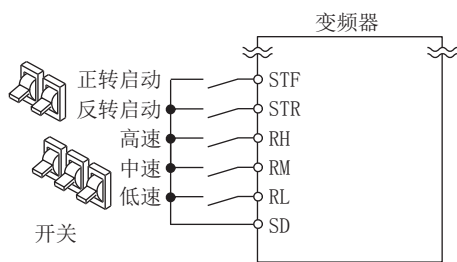 变频器
正转启动 STF
反转启动 STR
高速 RH
中速 RM
低速 RL
SD
开关